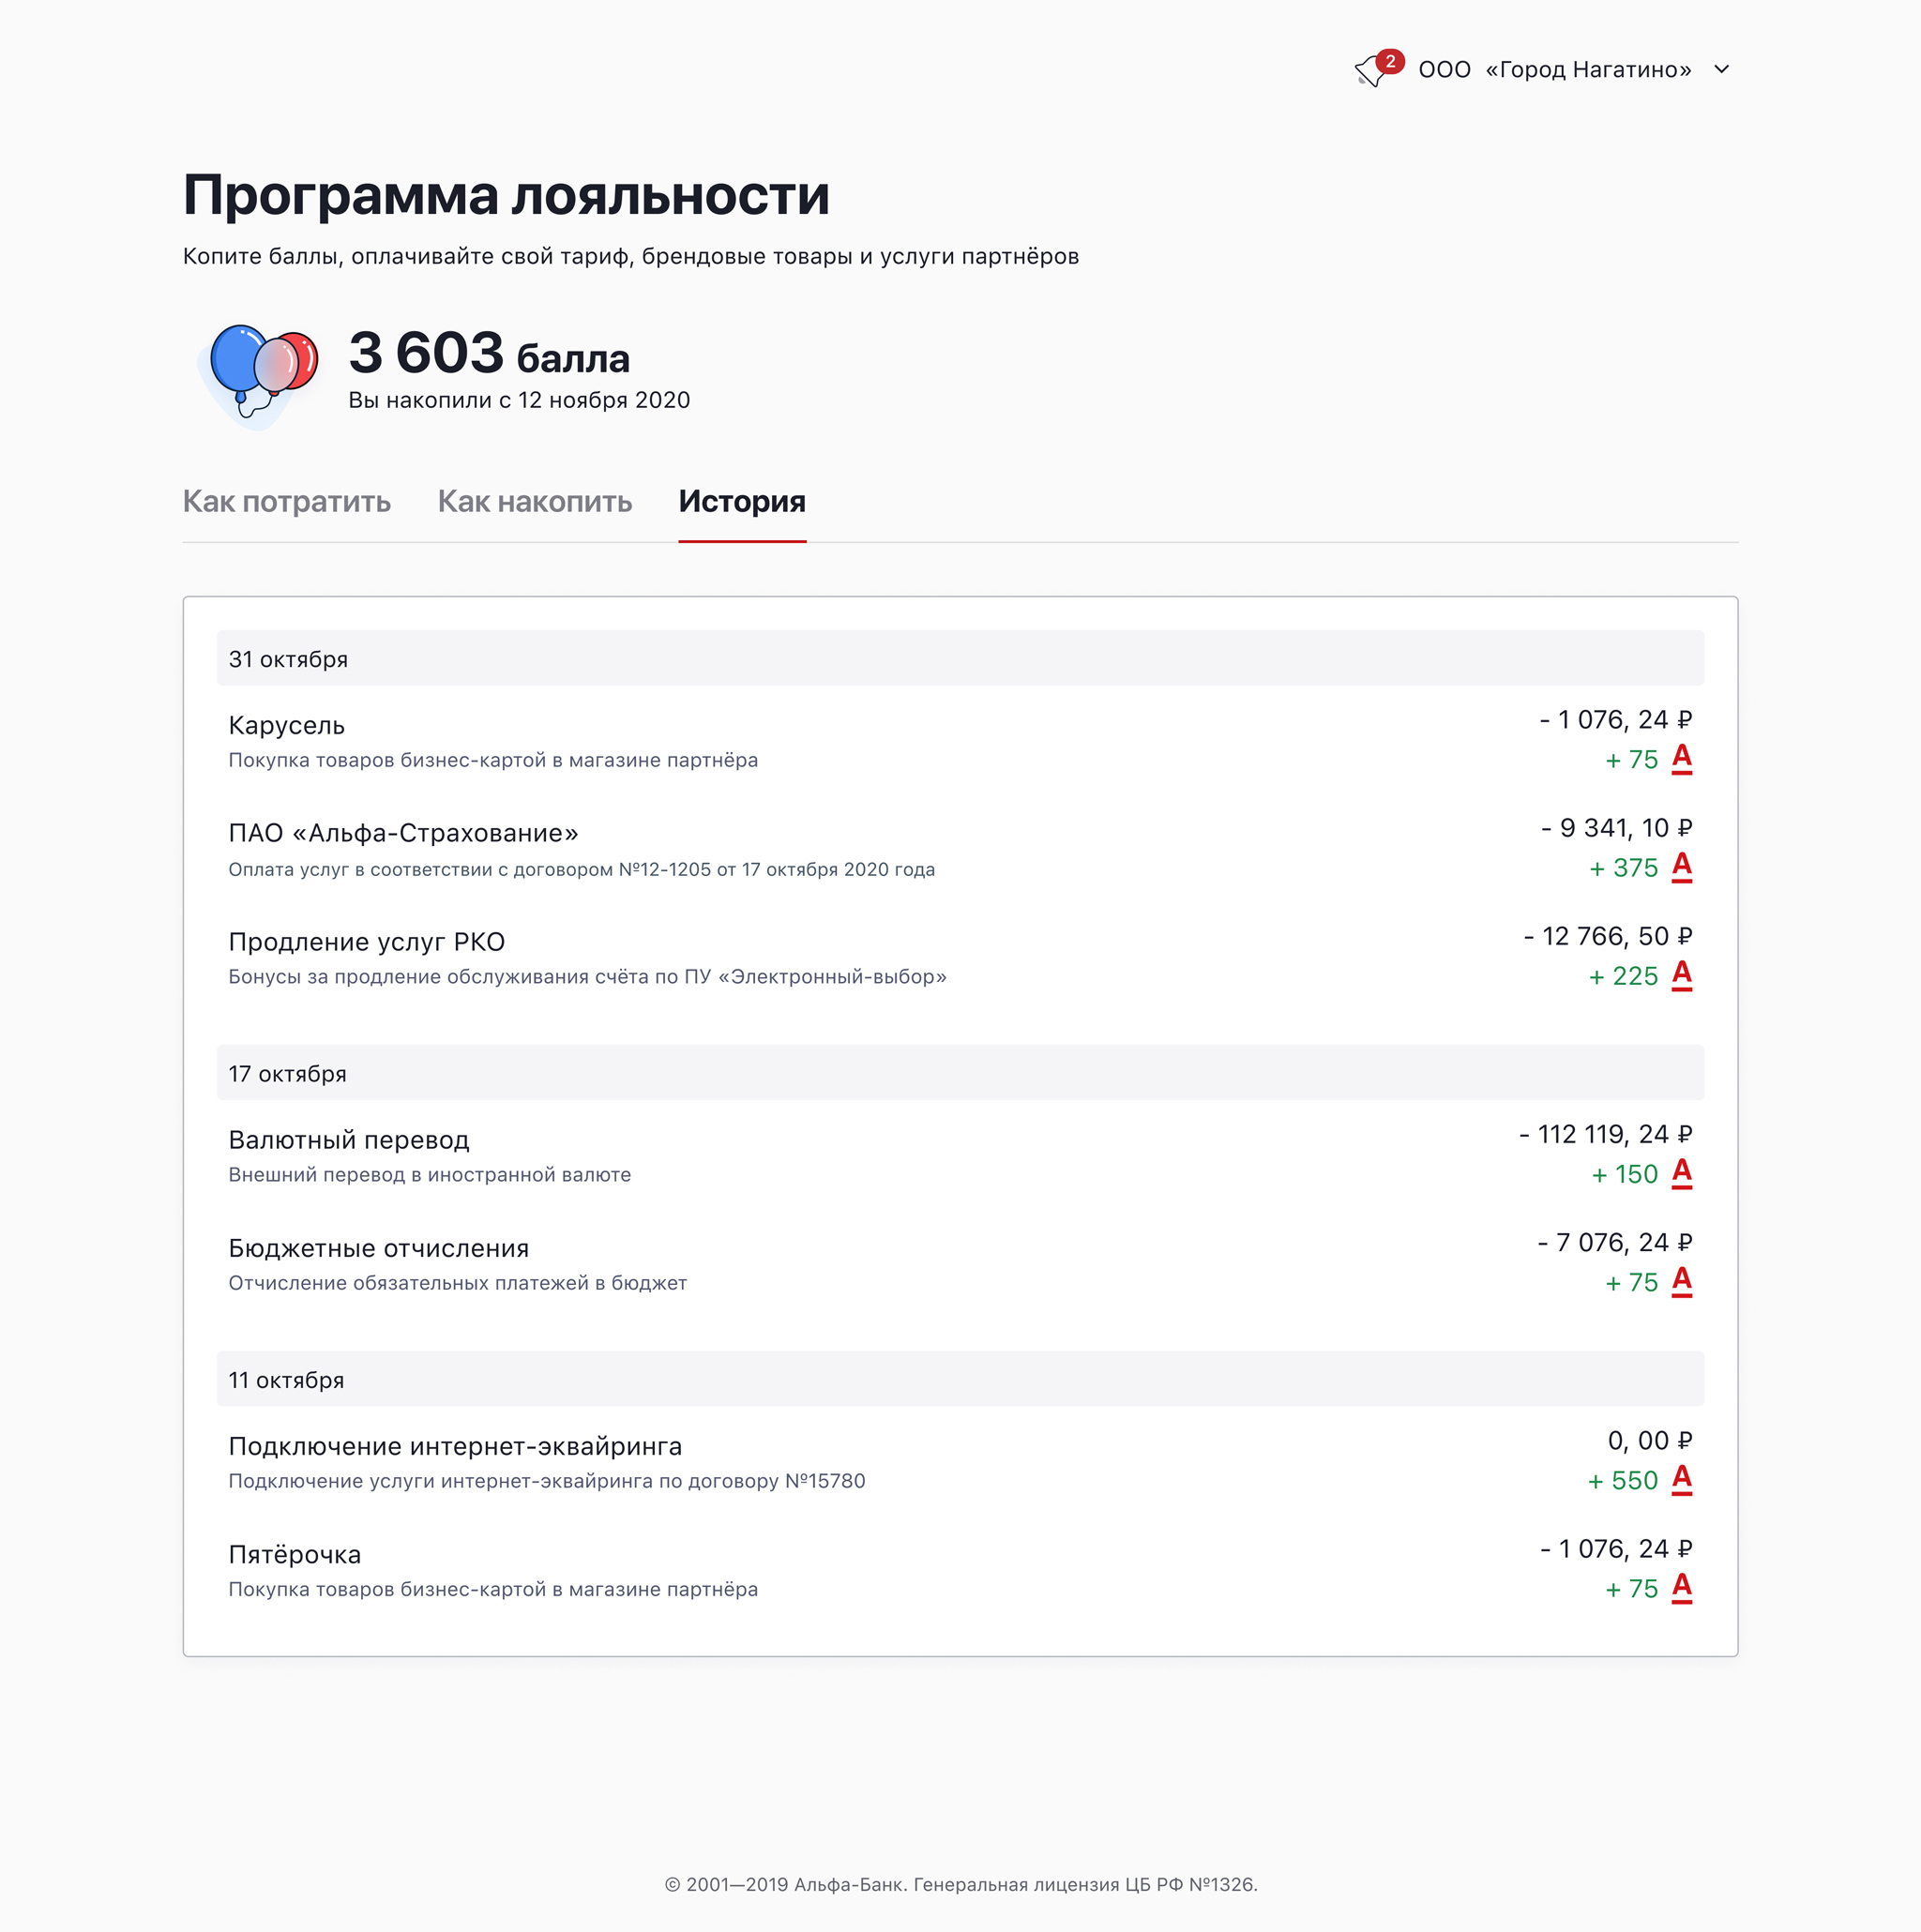 2 ООО «Город Нагатино»
Программа лояльности
Копите баллы, оплачивайте свой тариф, брендовые товары и услуги партнёров
3 603 балла
Вы накопили с 12 ноября 2020
Как потратить Как накопить История
31 октября
Карусель - 1 076, 24 ₽
Покупка товаров бизнес-картой в магазине партнёра + 75 А
ПАО «Альфа-Страхование» - 9 341, 10 ₽
Оплата услуг в соответствии с договором №12-1205 от 17 октября 2020 года + 375 А
Продление услуг РКО - 12 766, 50 ₽
Бонусы за продление обслуживания счёта по ПУ «Электронный-выбор» + 225 А
17 октября
Валютный перевод - 112 119, 24 ₽
Внешний перевод в иностранной валюте + 150 А
Бюджетные отчисления - 7 076, 24 ₽
Отчисление обязательных платежей в бюджет + 75 А
11 октября
Подключение интернет-эквайринга 0, 00 ₽
Подключение услуги интернет-эквайринга по договору №15780 + 550 А
Пятёрочка - 1 076, 24 ₽
Покупка товаров бизнес-картой в магазине партнёра + 75 А
© 2001—2019 Альфа-Банк. Генеральная лицензия ЦБ РФ №1326.